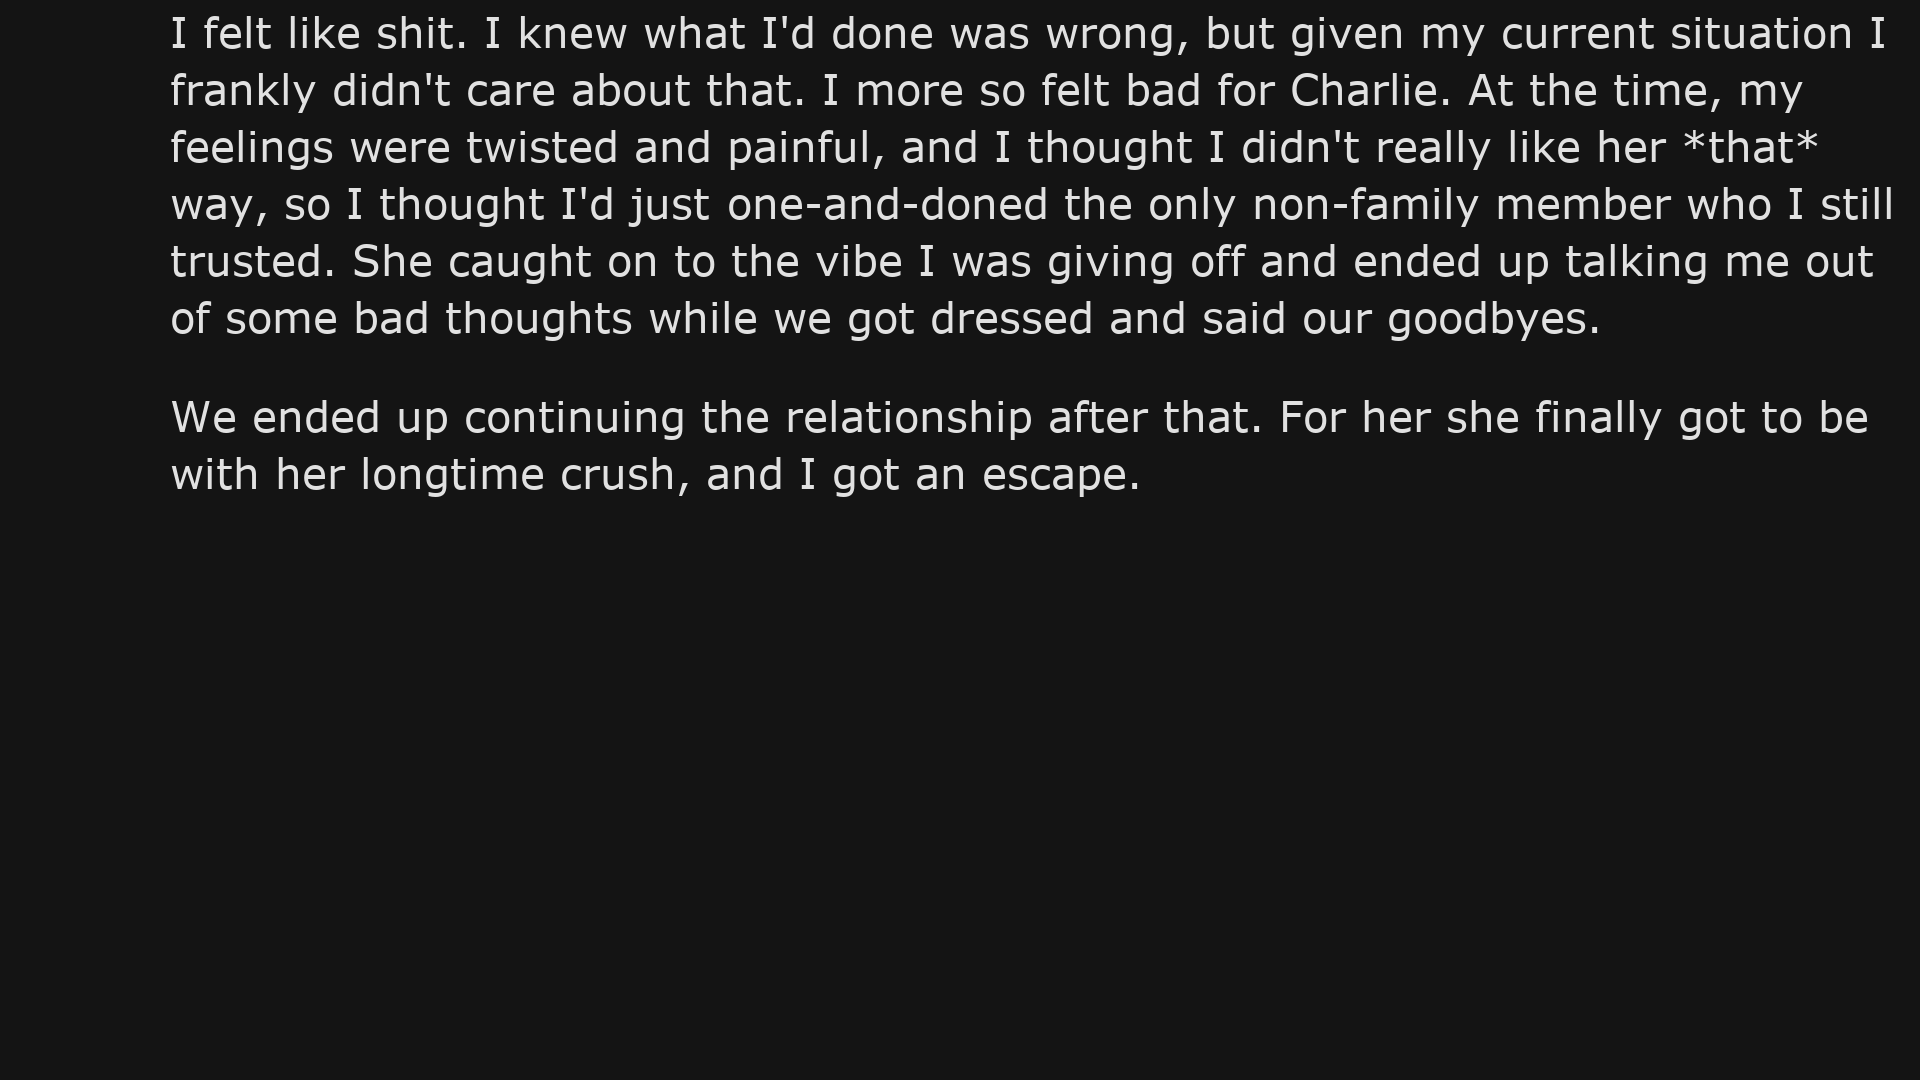 I felt like shit. I knew what I'd done was wrong, but given my current situation I
frankly didn't care about that. I more so felt bad for Charlie. At the time, my
feelings were twisted and painful, and I thought I didn't really like her *that*
way, so I thought I'd just one-and-doned the only non-family member who I still
trusted. She caught on to the vibe I was giving off and ended up talking me out
of some bad thoughts while we got dressed and said our goodbyes.
We ended up continuing the relationship after that. For her she finally got to be
with her longtime crush, and I got an escape.